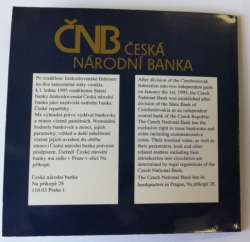 ČNB ČESKÁ
NÁRODNÍ BANKA
Po rozdělení československé federace
na dva samostatné státy vznikla
k 1. lednu 1993 rozdělením Státní
banky československé Česká národní
banka jako nezávislá ústřední banka
České republiky.
Má výhradní právo vydávat bankovky
a mince včetně pamětních. Nominální
hodnoty bankovek a mincí, jejich
parametry, vzhled a další náležitosti
včetně jejich uvedení do oběhu
stanoví Česká národní banka právním
předpisem. Ústředí České národní
banky má sídlo v Praze v ulici Na
příkopě.
Česká národní banka
Na příkopě 28
110 03 Praha 1
After division of the Czechoslovak
federation into two independent parts
on January the 1st, 1993, the Czech
National Bank was established after
division of the State Bank of
Czechoslovakia as an independent
central bank of the Czech Republic.
The Czech National Bank has the
exclusive right to issue banknotes and
coins including commemorative
coins. Their nominal value, as well as
their parameters, look and other
related matters including their
introduction into circulation are
determined by legal regulations of the
Czech National Bank.
The Czech National Bank has its
headquarters in Prague, Na příkopě 28.